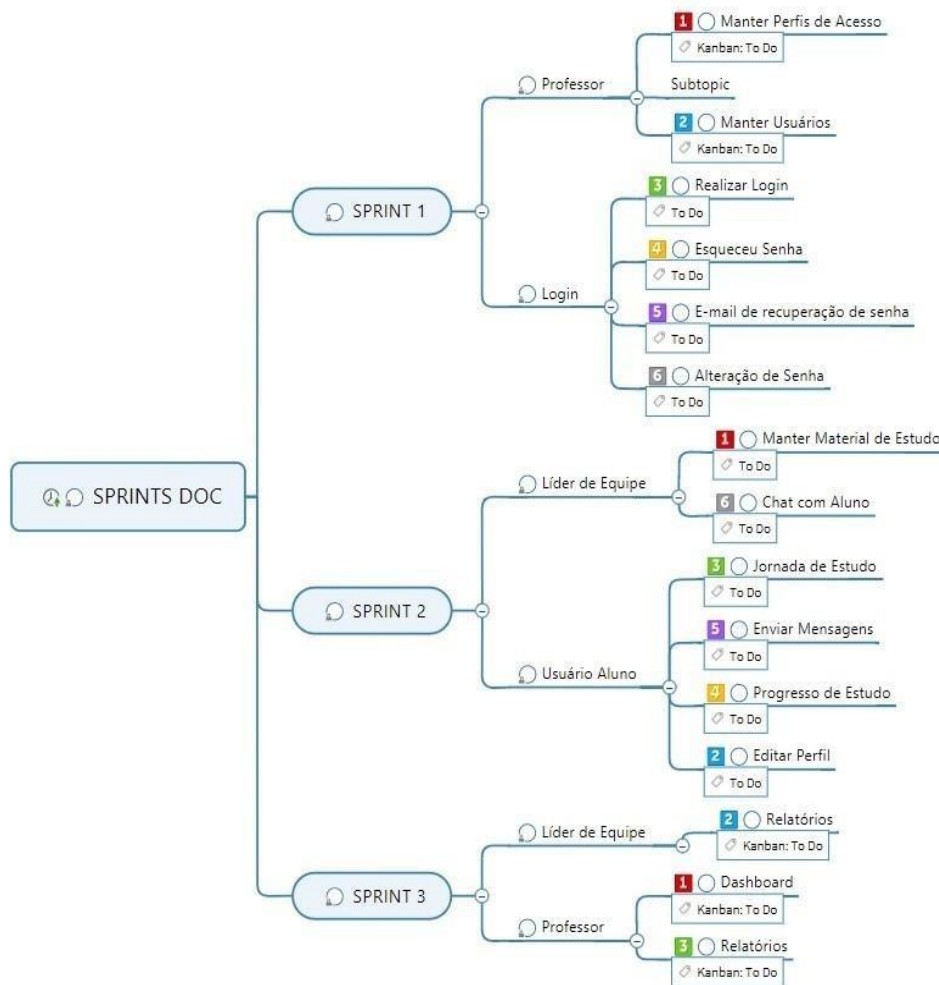 SPRINTS DOC
SPRINT 1
Professor
1 Manter Perfis de Acesso
Kanban: To Do
Subtopic
2 Manter Usuários
Kanban: To Do
Login
3 Realizar Login
To Do
4 Esqueceu Senha
To Do
5 E-mail de recuperação de senha
To Do
6 Alteração de Senha
To Do
SPRINT 2
Líder de Equipe
1 Manter Material de Estudo
To Do
6 Chat com Aluno
To Do
Usuário Aluno
3 Jornada de Estudo
To Do
5 Enviar Mensagens
To Do
4 Progresso de Estudo
To Do
2 Editar Perfil
To Do
SPRINT 3
Líder de Equipe
2 Relatórios
Kanban: To Do
Professor
1 Dashboard
Kanban: To Do
3 Relatórios
Kanban: To Do